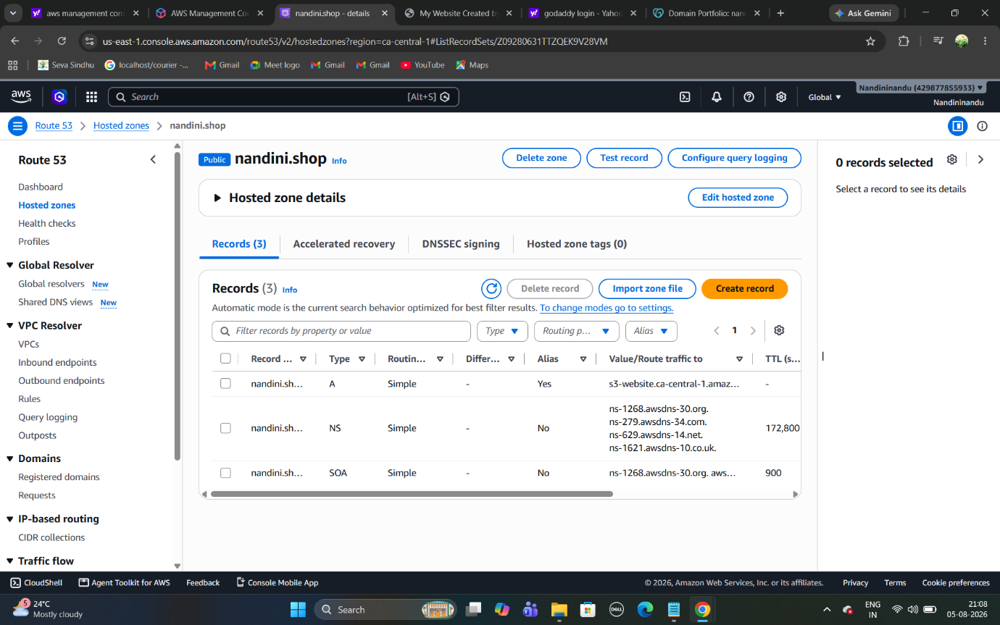 aws management cons
AWS Management Co
nandini.shop - details
My Website Created by
godaddy login - Yahoo
Domain Portfolio: nan
Ask Gemini
us-east-1.console.aws.amazon.com/route53/v2/hostedzones?region=ca-central-1#ListRecordSets/Z09280631TTZQEK9V28VM
Seva Sindhu
localhost/courier -...
Gmail
Meet logo
Gmail
Gmail
YouTube
Maps
aws
Search
[Alt+S]
Global
Nandininandu (429877855933)
Nandininandu
Route 53
Hosted zones
nandini.shop
Route 53
Dashboard
Hosted zones
Health checks
Profiles
Global Resolver
Global resolvers New
Shared DNS views New
VPC Resolver
VPCs
Inbound endpoints
Outbound endpoints
Rules
Query logging
Outposts
Domains
Registered domains
Requests
IP-based routing
CIDR collections
Traffic flow
Public nandini.shop Info
Delete zone
Test record
Configure query logging
Hosted zone details
Edit hosted zone
Records (3)
Accelerated recovery
DNSSEC signing
Hosted zone tags (0)
Records (3) Info
Delete record
Import zone file
Create record
Automatic mode is the current search behavior optimized for best filter results. To change modes go to settings.
Filter records by property or value
Type
Routing p...
Alias
1
Record ... Type Routin... Differ... Alias Value/Route traffic to TTL (s...
nandini.sh... A Simple - Yes s3-website.ca-central-1.amaz... -
nandini.sh... NS Simple - No ns-1268.awsdns-30.org.
ns-279.awsdns-34.com.
ns-629.awsdns-14.net.
ns-1621.awsdns-10.co.uk.
172,800
nandini.sh... SOA Simple - No ns-1268.awsdns-30.org. aws... 900
0 records selected
Select a record to see its details
CloudShell
Agent Toolkit for AWS
Feedback
Console Mobile App
© 2026, Amazon Web Services, Inc. or its affiliates.
Privacy
Terms
Cookie preferences
5
24°C
Mostly cloudy
Search
DELL
ENG
IN
21:08
05-08-2026